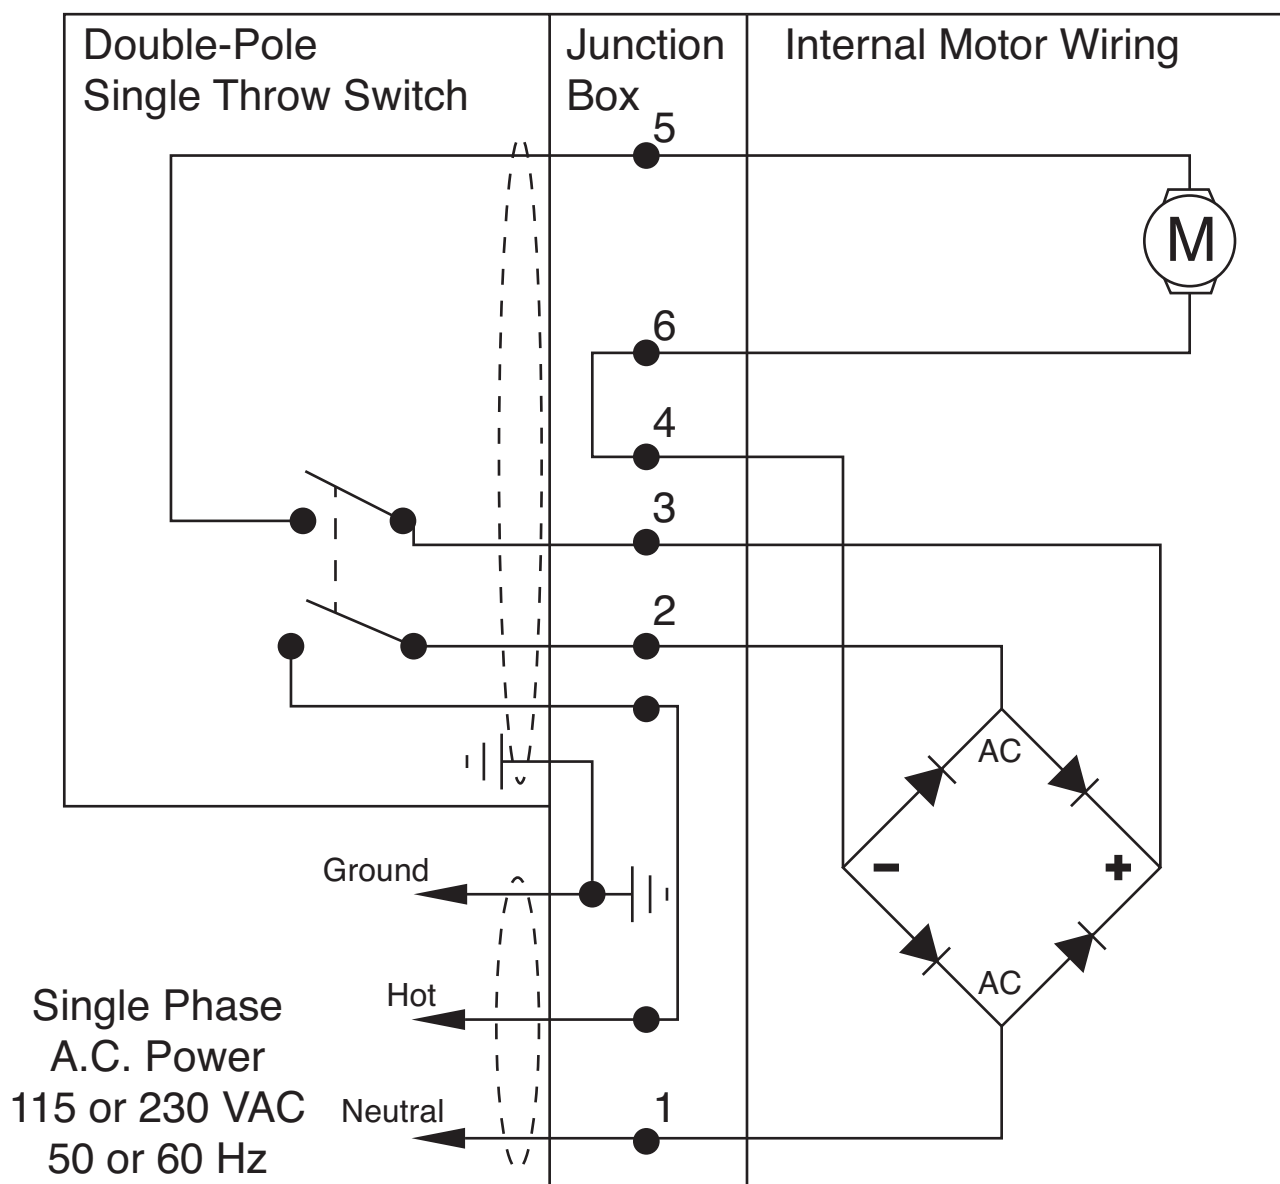 Double-Pole
Single Throw Switch
Junction
Box
Internal Motor Wiring
5
M
6
4
3
2
AC
Ground
AC
Hot
Single Phase
A.C. Power
115 or 230 VAC
50 or 60 Hz
Neutral
1